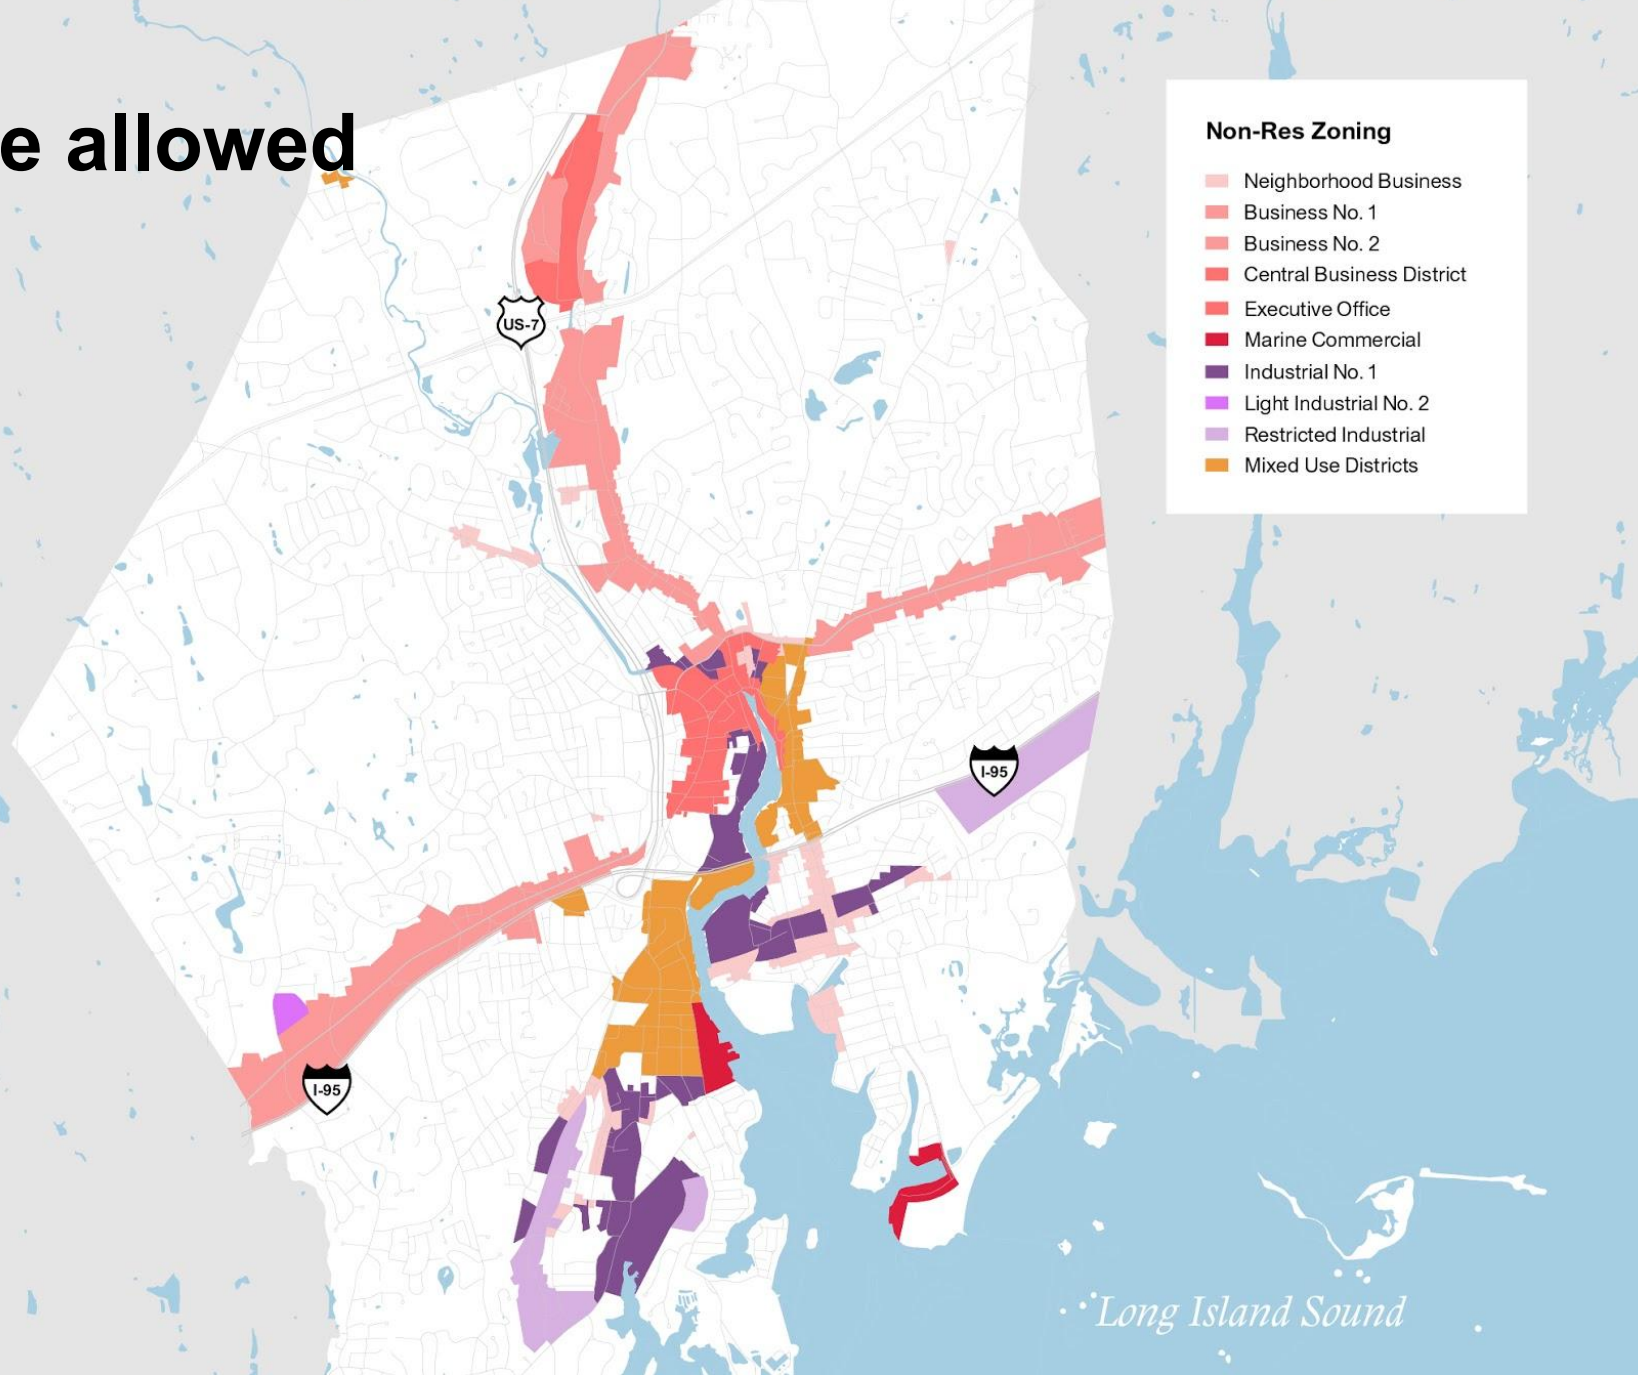 e allowed
Non-Res Zoning
Neighborhood Business
Business No. 1
Business No. 2
Central Business District
Executive Office
Marine Commercial
Industrial No. 1
Light Industrial No. 2
Restricted Industrial
Mixed Use Districts
US-7
I-95
I-95
Long Island Sound